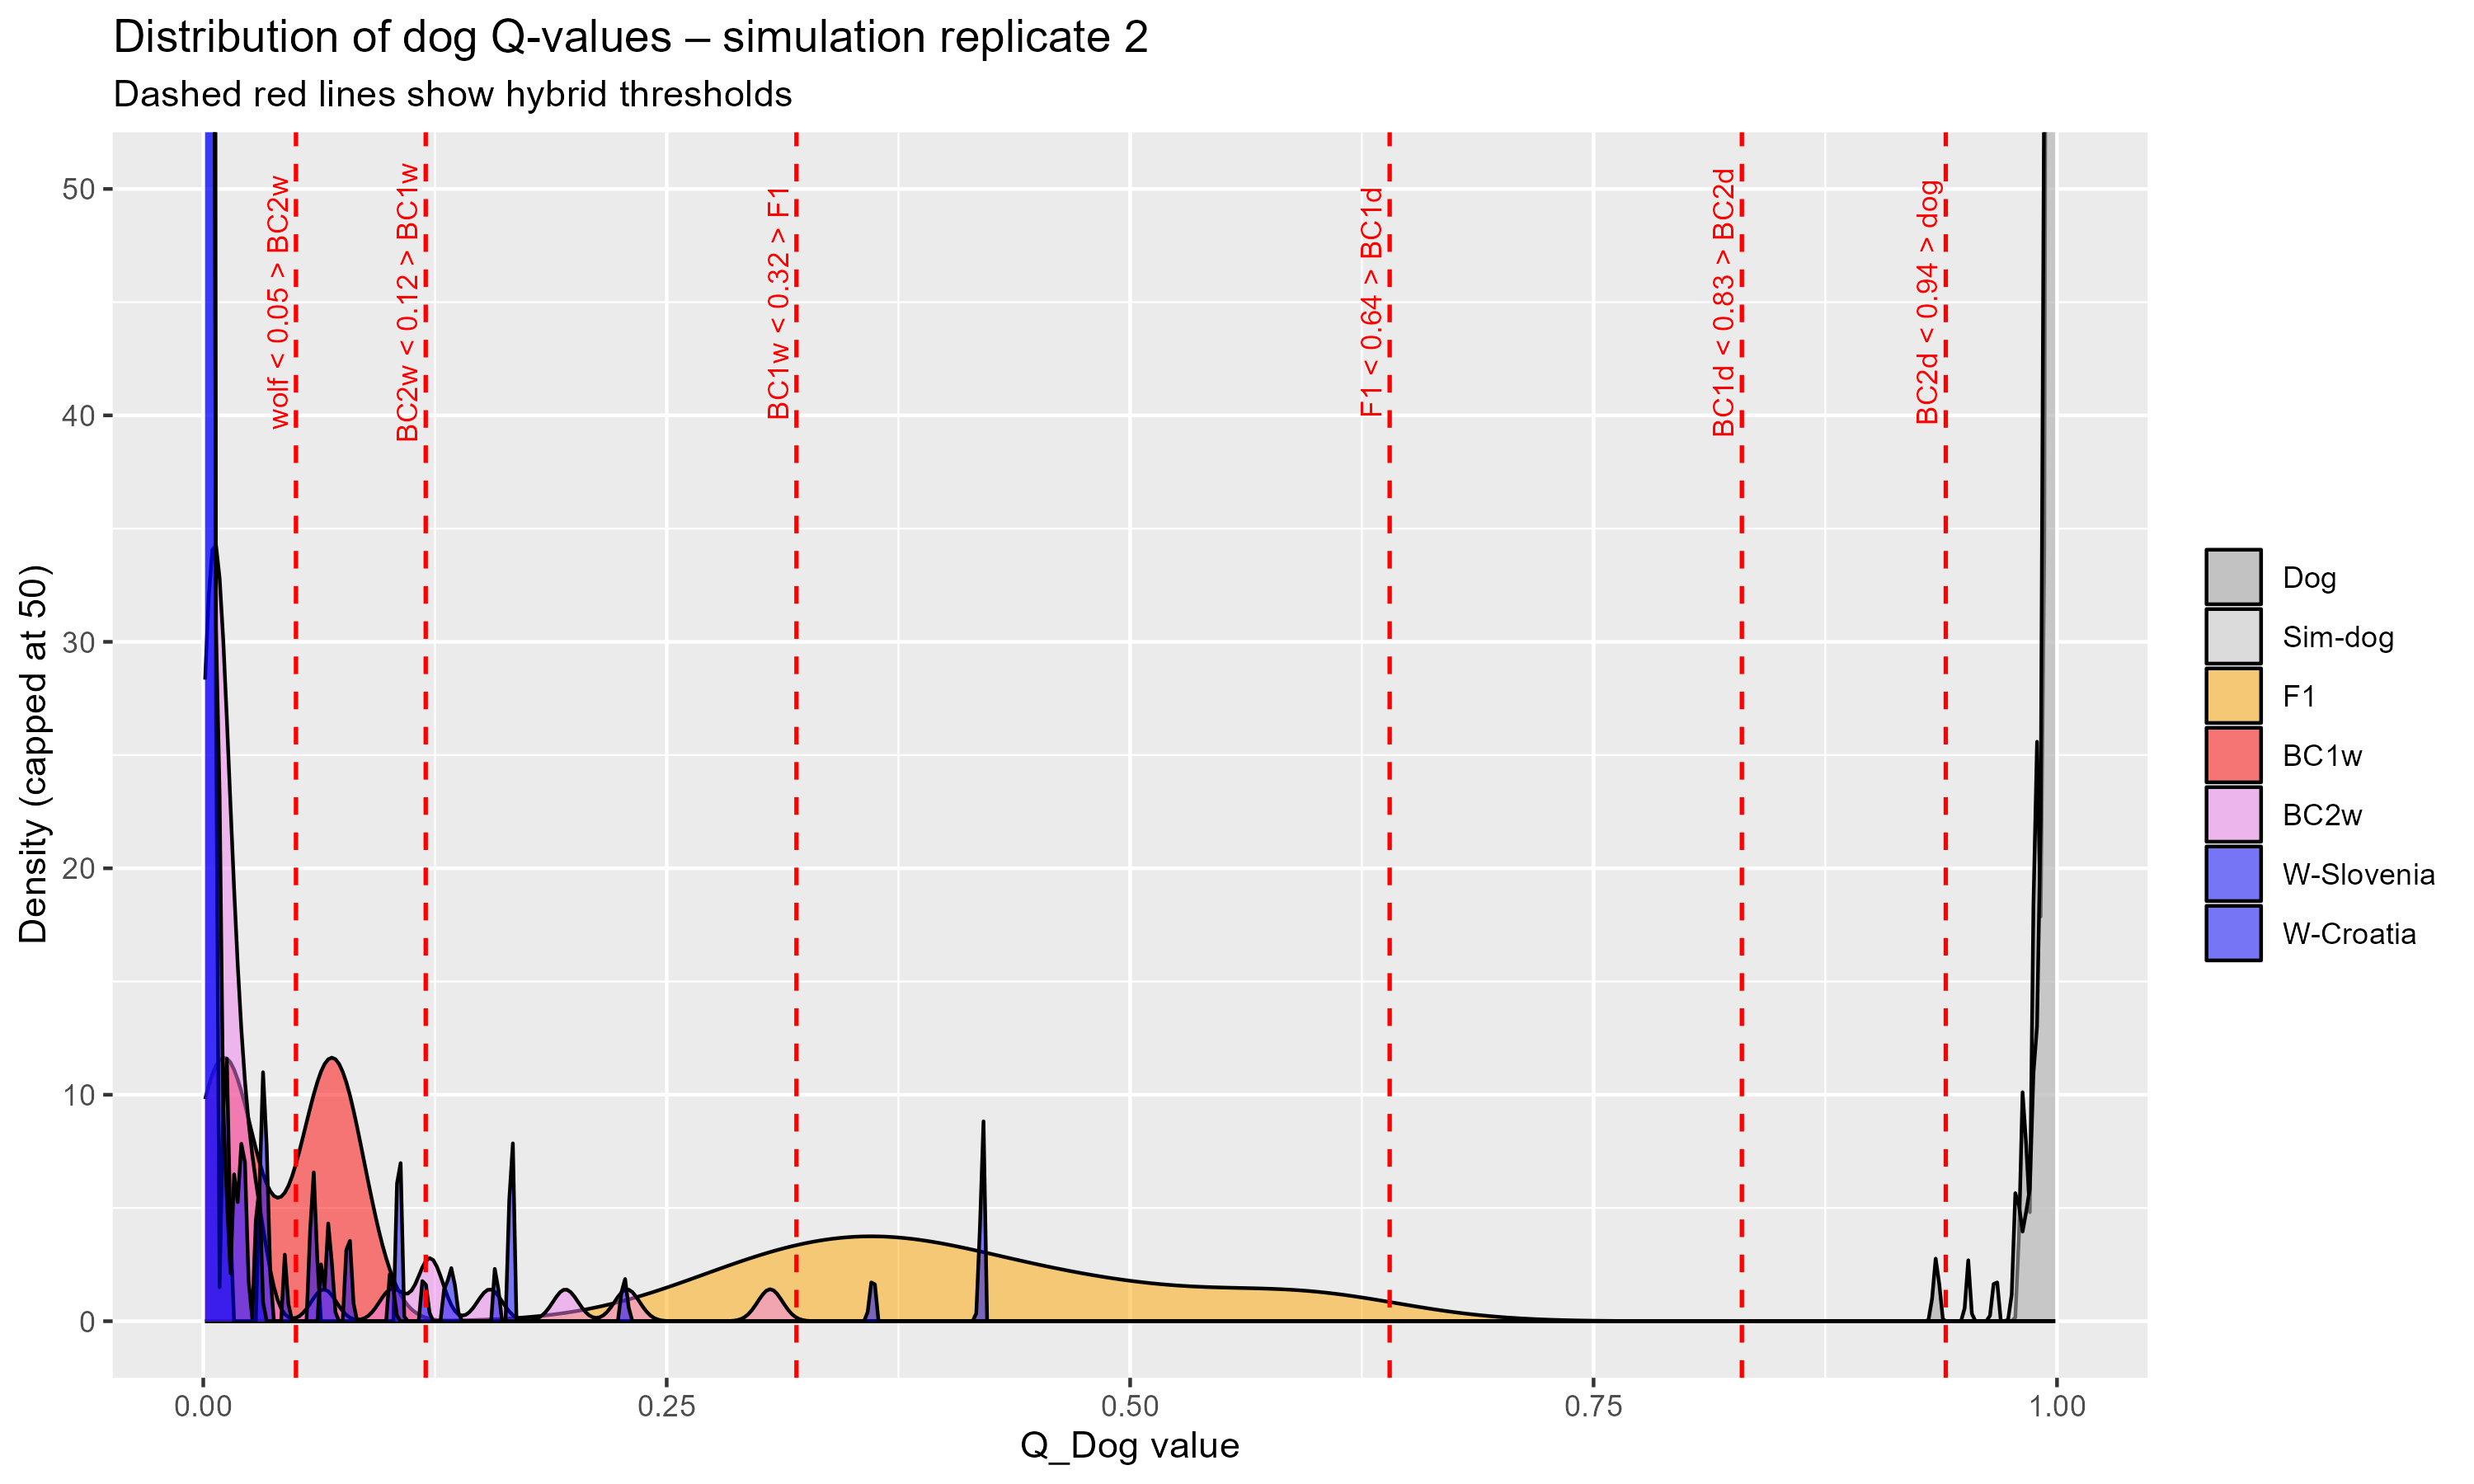 Distribution of dog Q-values – simulation replicate 2
Dashed red lines show hybrid thresholds
Density (capped at 50)
50
40
30
20
10
0
wolf < 0.05 > BC2w
BC2w < 0.12 > BC1w
BC1w < 0.32 > F1
F1 < 0.64 > BC1d
BC1d < 0.83 > BC2d
BC2d < 0.94 > dog
0.00
0.25
0.50
0.75
1.00
Q_Dog value
Dog
Sim-dog
F1
BC1w
BC2w
W-Slovenia
W-Croatia